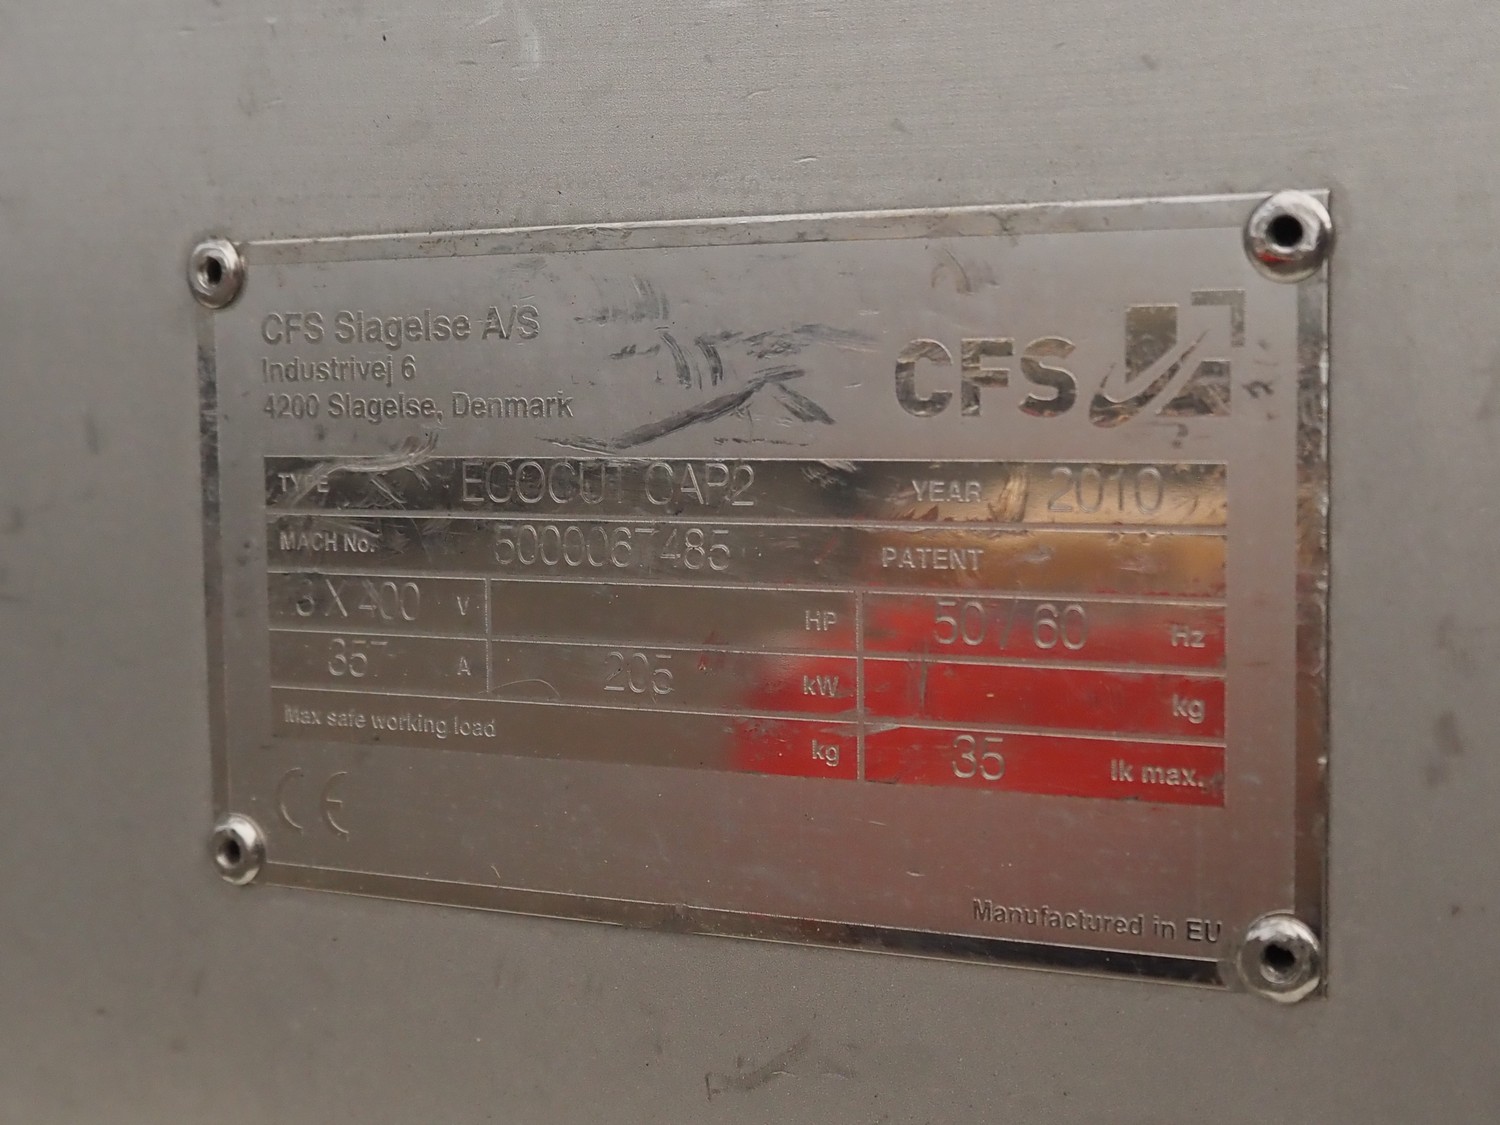 CFS Slagelse A/S
Industrivej 6
4200 Slagelse, Denmark
CFS
TYPE ECOCUT CAP2 YEAR 2010
MACH No. 5000067485 PATENT
3 X 400 V HP 50 / 60 Hz
35 A 205 kW kg
Max safe working load kg 35 Ik max.
CE
Manufactured in EU